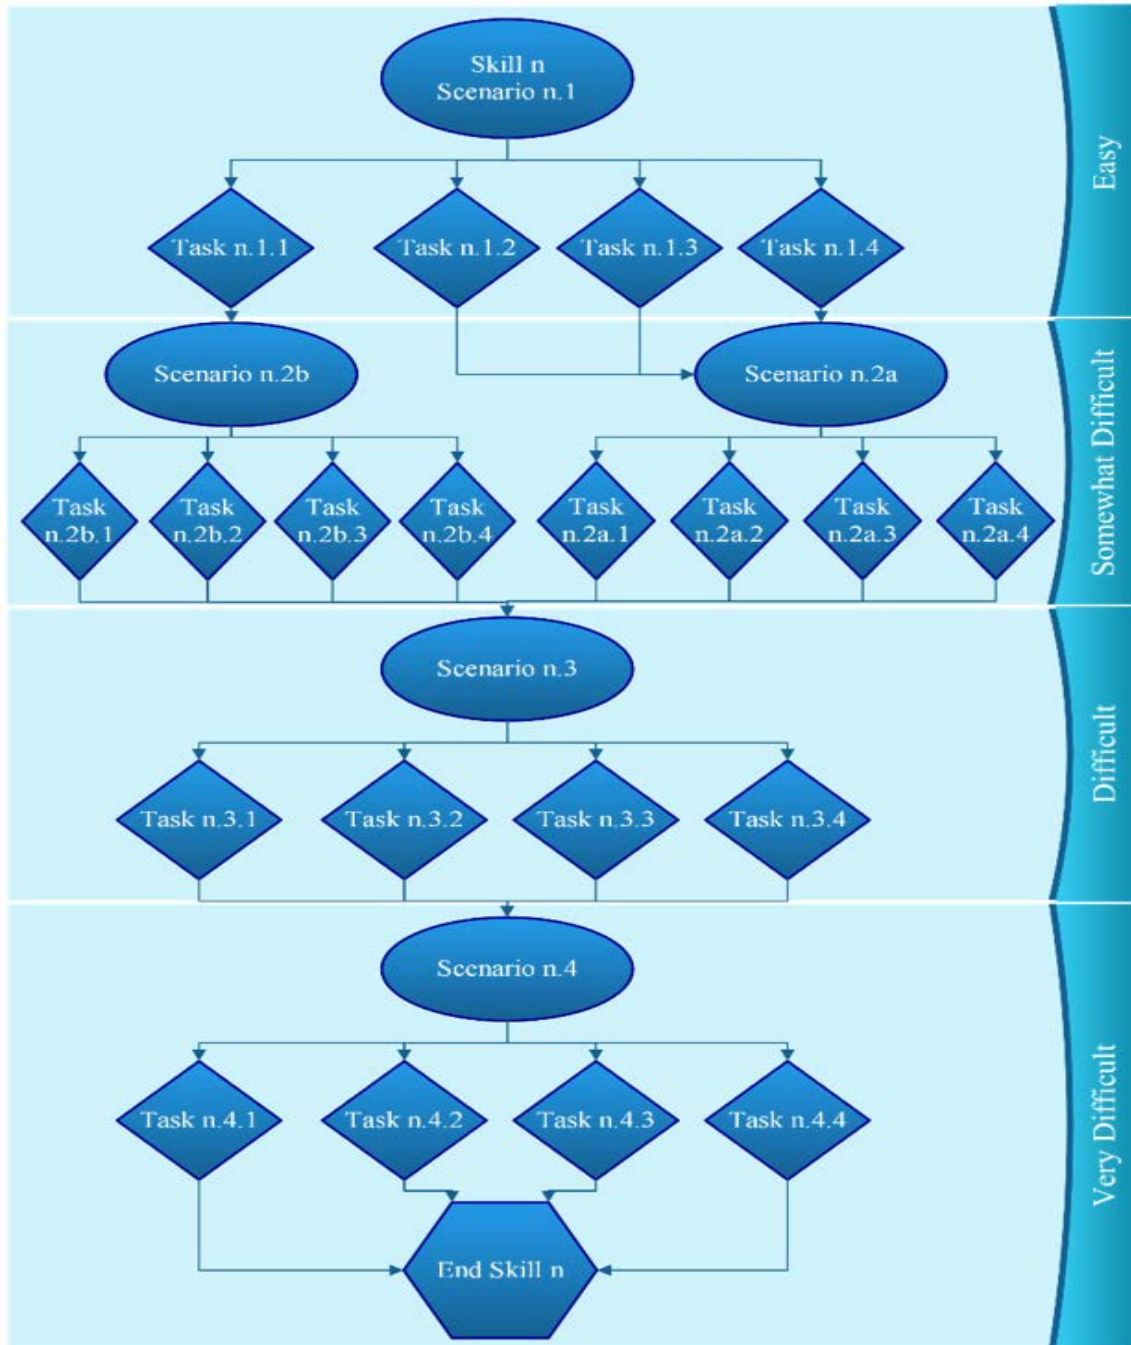 Skill n
Scenario n.1
Easy
Task n.1.1
Task n.1.2
Task n.1.3
Task n.1.4
Scenario n.2b
Scenario n.2a
Somewhat Difficult
Task
n.2b.1
Task
n.2b.2
Task
n.2b.3
Task
n.2b.4
Task
n.2a.1
Task
n.2a.2
Task
n.2a.3
Task
n.2a.4
Scenario n.3
Difficult
Task n.3.1
Task n.3.2
Task n.3.3
Task n.3.4
Scenario n.4
Very Difficult
Task n.4.1
Task n.4.2
Task n.4.3
Task n.4.4
End Skill n